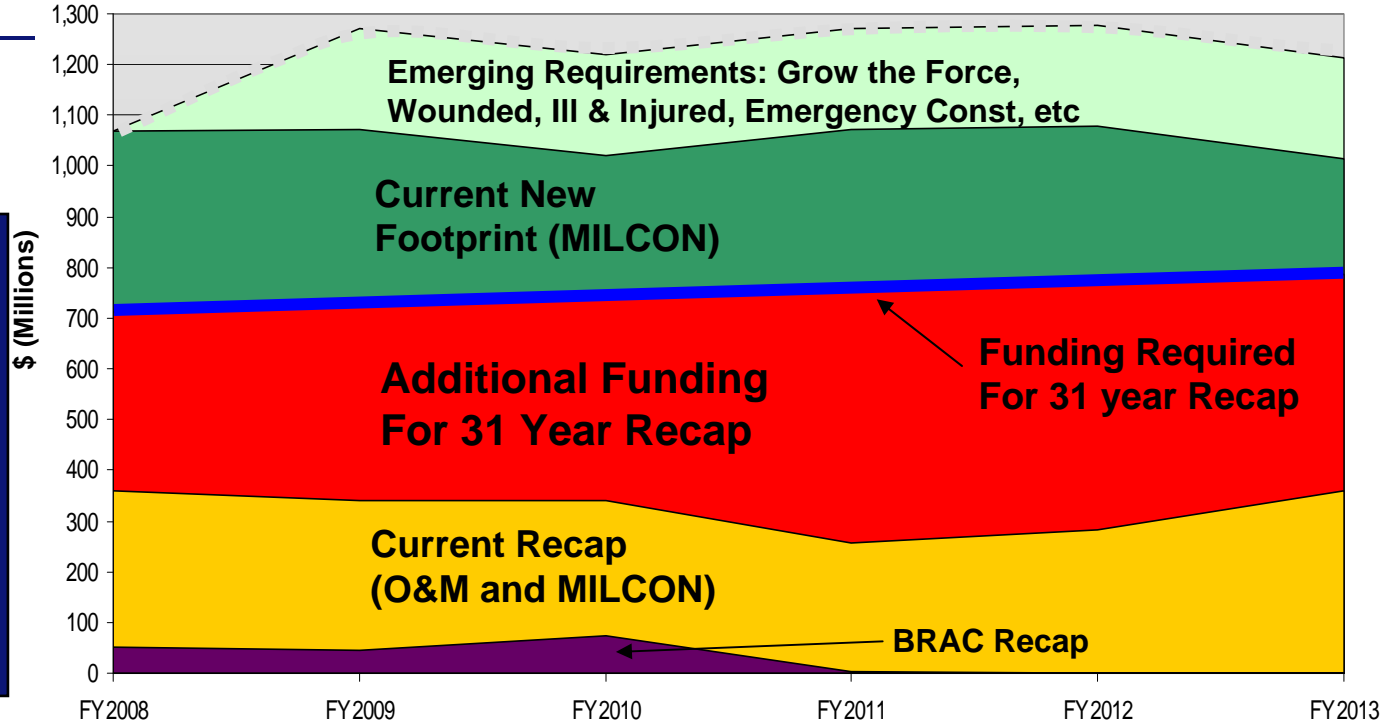 1,300
1,200
1,100
1,000
900
800
700
600
500
400
300
200
100
0
$ (Millions)
Emerging Requirements: Grow the Force,
Wounded, Ill & Injured, Emergency Const, etc
Current New
Footprint (MILCON)
Funding Required
For 31 year Recap
Additional Funding
For 31 Year Recap
Current Recap
(O&M and MILCON)
BRAC Recap
FY2008 FY2009 FY2010 FY2011 FY2012 FY2013